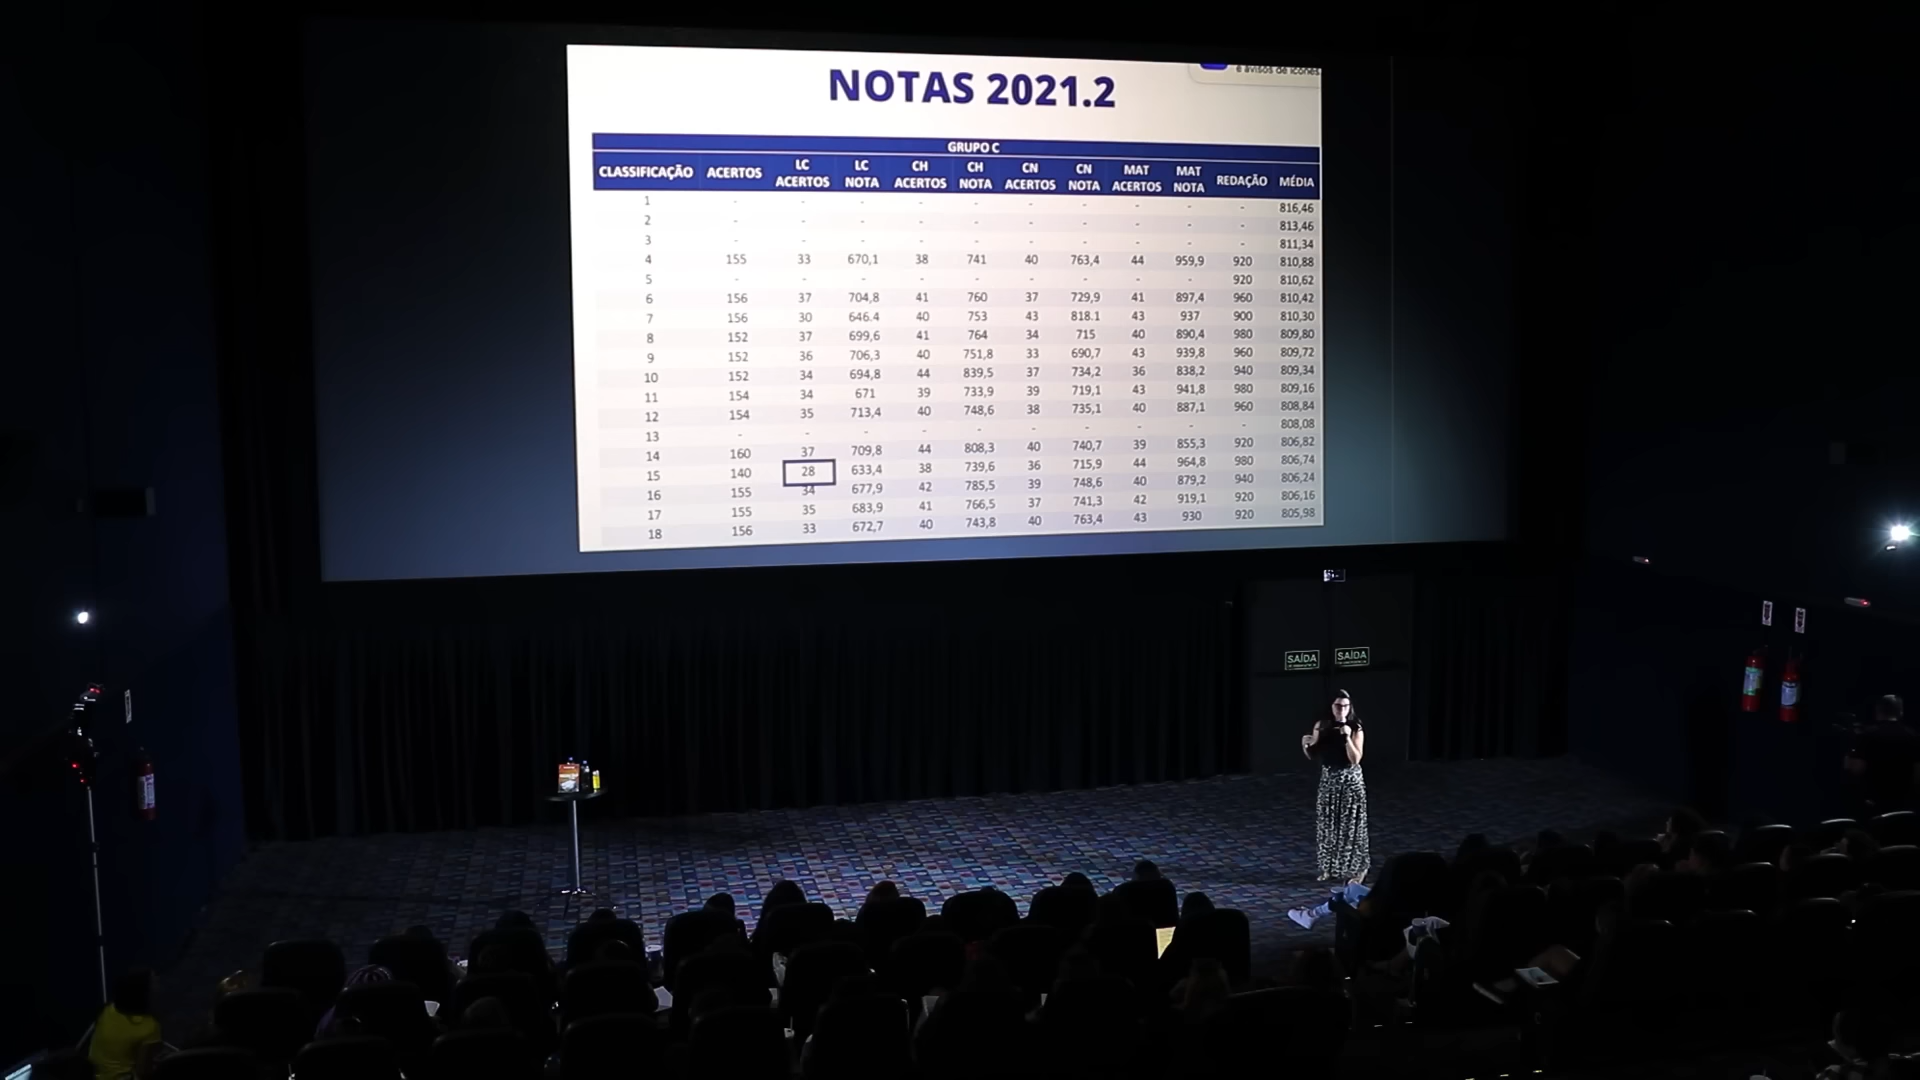 e avisos de ícones
NOTAS 2021.2
GRUPO C
CLASSIFICAÇÃO ACERTOS LC ACERTOS LC NOTA CH ACERTOS CH NOTA CN ACERTOS CN NOTA MAT ACERTOS MAT NOTA REDAÇÃO MÉDIA
1 - - - - - - - - - - 816,46
2 - - - - - - - - - - 813,46
3 - - - - - - - - - - 811,34
4 155 33 670,1 38 741 40 763,4 44 959,9 920 810,88
5 - - - - - - - - - 920 810,62
6 156 37 704,8 41 760 37 729,9 41 897,4 960 810,42
7 156 30 646.4 40 753 43 818.1 43 937 900 810,30
8 152 37 699,6 41 764 34 715 40 890,4 980 809,80
9 152 36 706,3 40 751,8 33 690,7 43 939,8 960 809,72
10 152 34 694,8 44 839,5 37 734,2 36 838,2 940 809,34
11 154 34 671 39 733,9 39 719,1 43 941,8 980 809,16
12 154 35 713,4 40 748,6 38 735,1 40 887,1 960 808,84
13 - - - - - - - - - - 808,08
14 160 37 709,8 44 808,3 40 740,7 39 855,3 920 806,82
15 140 28 633,4 38 739,6 36 715,9 44 964,8 980 806,74
16 155 34 677,9 42 785,5 39 748,6 40 879,2 940 806,24
17 155 35 683,9 41 766,5 37 741,3 42 919,1 920 806,16
18 156 33 672,7 40 743,8 40 763,4 43 930 920 805,98
SAÍDA SAÍDA